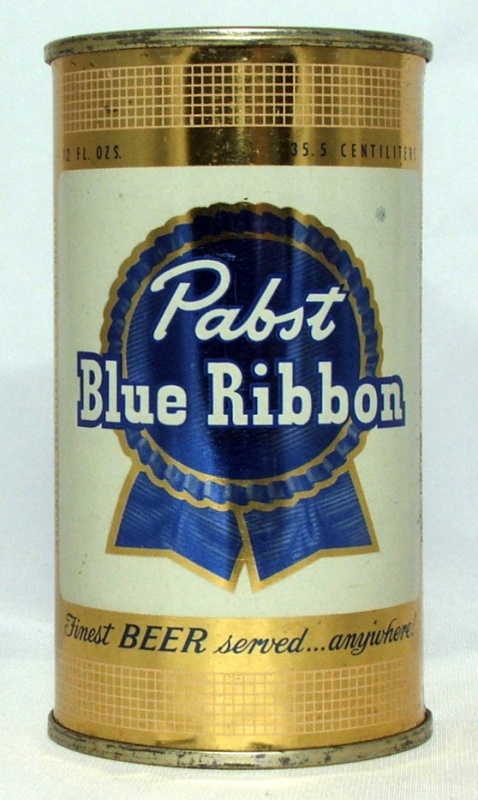 12 FL. OZS. 35.5 CENTILITERS
Pabst
Blue Ribbon
Finest BEER served...anywhere!